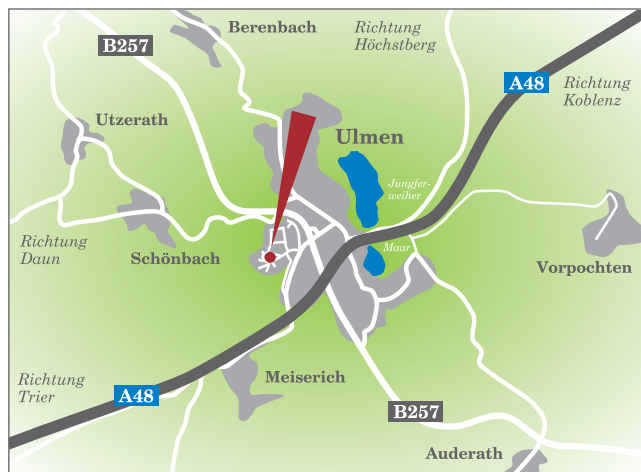 Berenbach
Richtung
Höchstberg
B257
A48
Richtung
Koblenz
Utzerath
Ulmen
Jungfer-
weiher
Richtung
Daun
Schönbach
Maar
Vorpochten
Richtung
Trier
A48
Meiserich
B257
Auderath